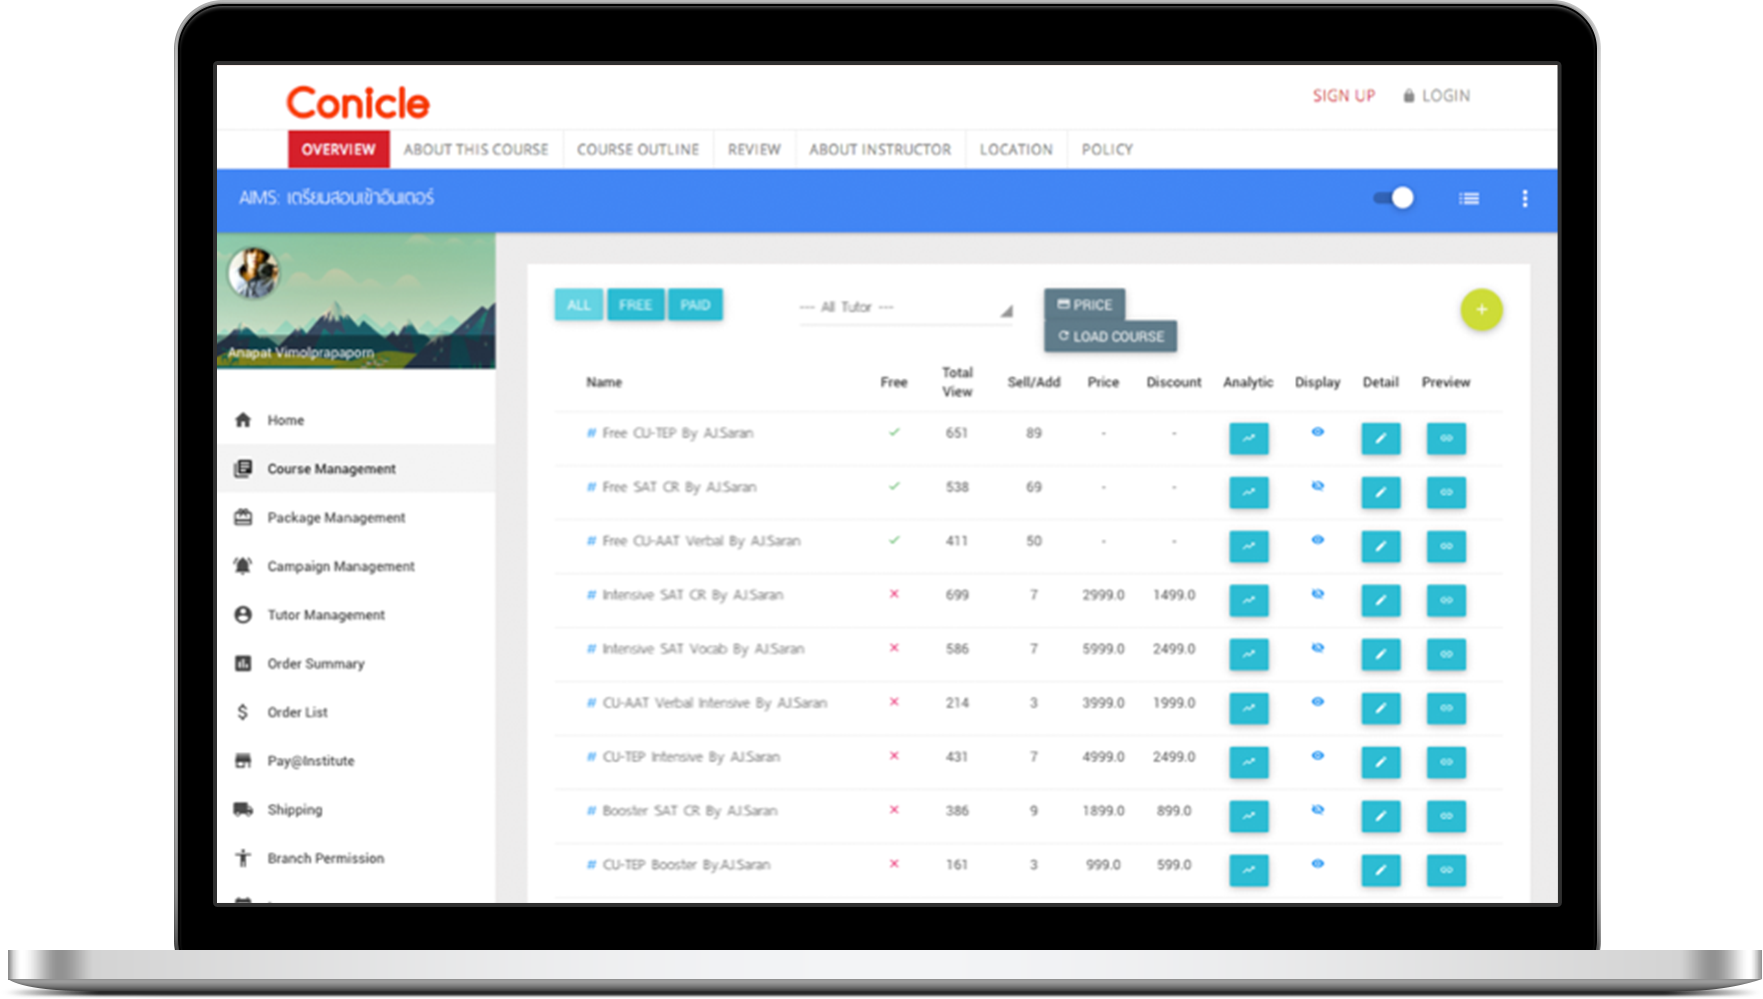 Conicle
SIGN UP LOGIN
OVERVIEW ABOUT THIS COURSE COURSE OUTLINE REVIEW ABOUT INSTRUCTOR LOCATION POLICY
AIMS: เตรียมสอบเข้าอินเตอร์
Anapat Vimolprapaporn
Home
Course Management
Package Management
Campaign Management
Tutor Management
Order Summary
$ Order List
Pay@Institute
Shipping
Branch Permission
ALL FREE PAID --- All Tutor --- PRICE +
LOAD COURSE
Name Free Total View Sell/Add Price Discount Analytic Display Detail Preview
# Free CU-TEP By AJ.Saran 651 89 - -
# Free SAT CR By AJ.Saran 538 69 - -
# Free CU-AAT Verbal By AJ.Saran 411 50 - -
# Intensive SAT CR By AJ.Saran 699 7 2999.0 1499.0
# Intensive SAT Vocab By AJ.Saran 586 7 5999.0 2499.0
# CU-AAT Verbal Intensive By AJ.Saran 214 3 3999.0 1999.0
# CU-TEP Intensive By AJ.Saran 431 7 4999.0 2499.0
# Booster SAT CR By AJ.Saran 386 9 1899.0 899.0
# CU-TEP Booster By.AJ.Saran 161 3 999.0 599.0